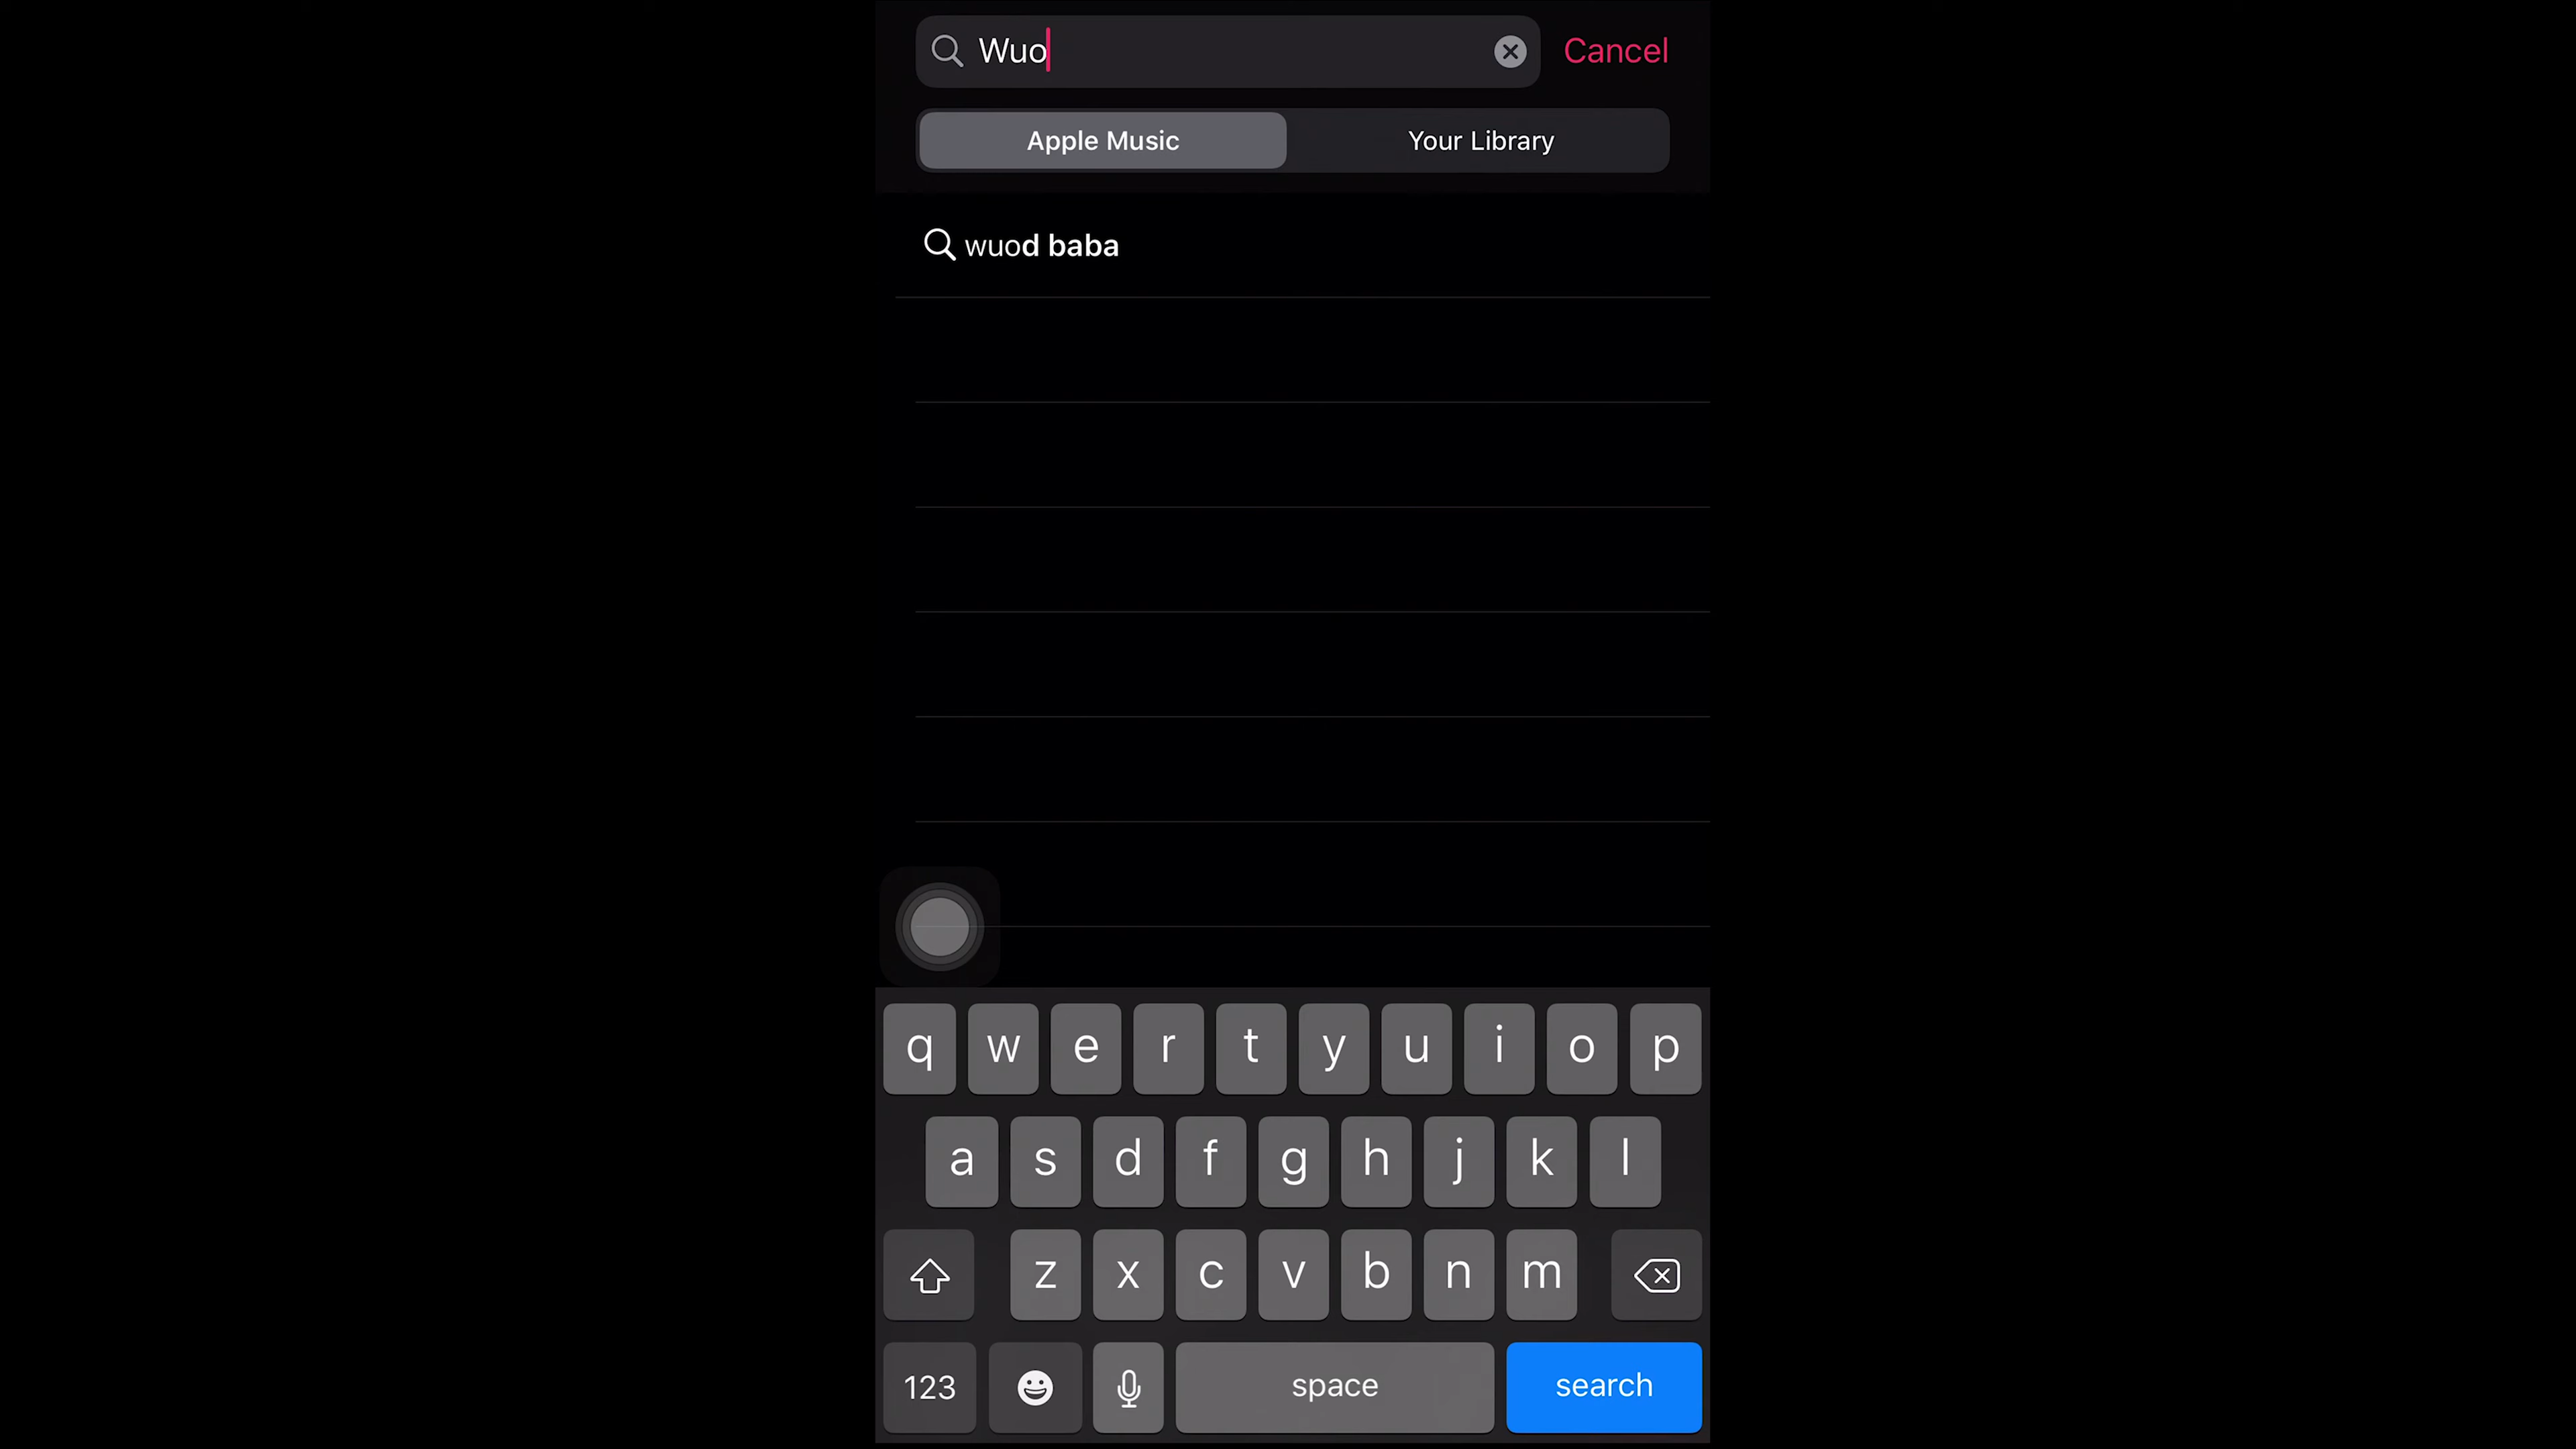 Wuo
Cancel
Apple Music
Your Library
wuod baba
q w e r t y u i o p
a s d f g h j k l
z x c v b n m
123
space
search